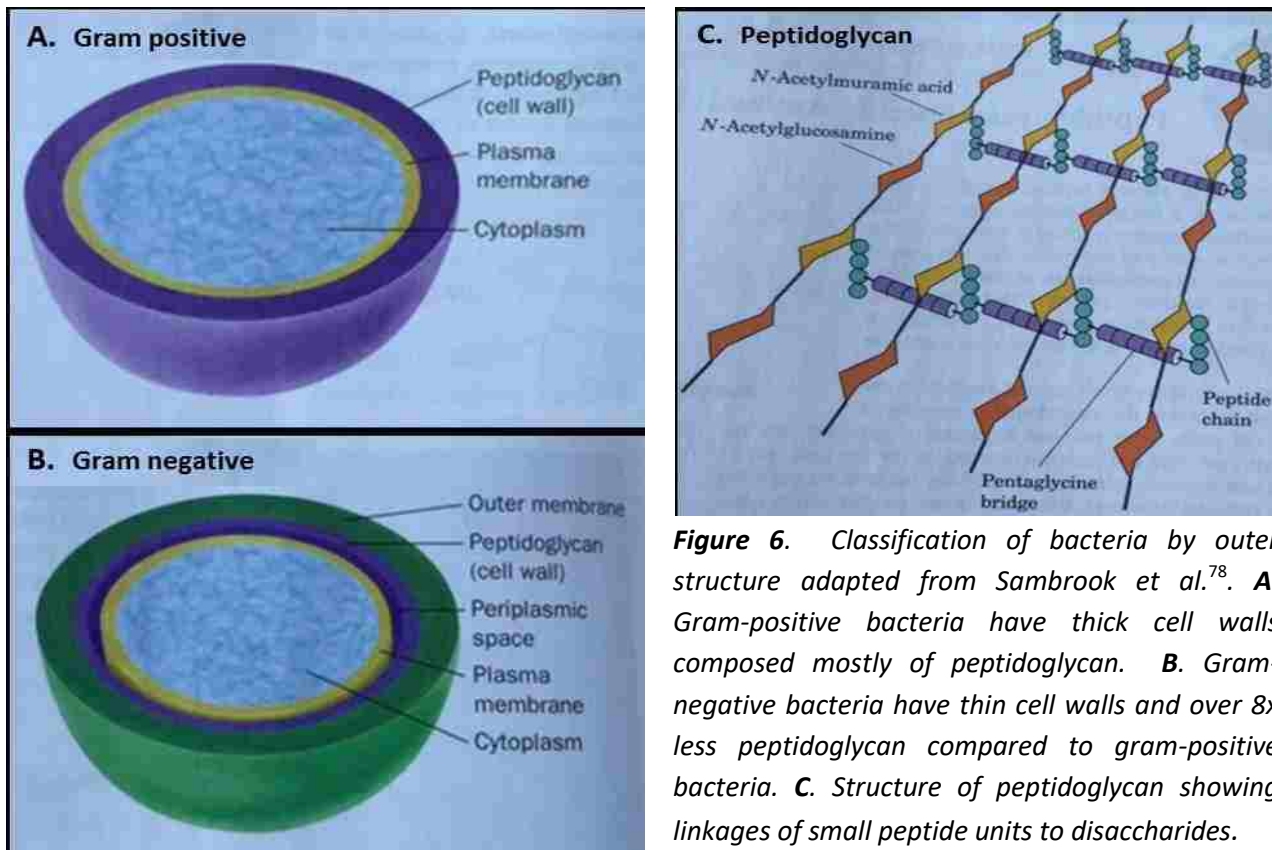 A. Gram positive
Peptidoglycan
(cell wall)
Plasma
membrane
Cytoplasm
B. Gram negative
Outer membrane
Peptidoglycan
(cell wall)
Periplasmic
space
Plasma
membrane
Cytoplasm
C. Peptidoglycan
N-Acetylmuramic acid
N-Acetylglucosamine
Peptide
chain
Pentaglycine
bridge
Figure 6. Classification of bacteria by outer
structure adapted from Sambrook et al.78. A.
Gram-positive bacteria have thick cell walls
composed mostly of peptidoglycan. B. Gram-
negative bacteria have thin cell walls and over 8x
less peptidoglycan compared to gram-positive
bacteria. C. Structure of peptidoglycan showing
linkages of small peptide units to disaccharides.